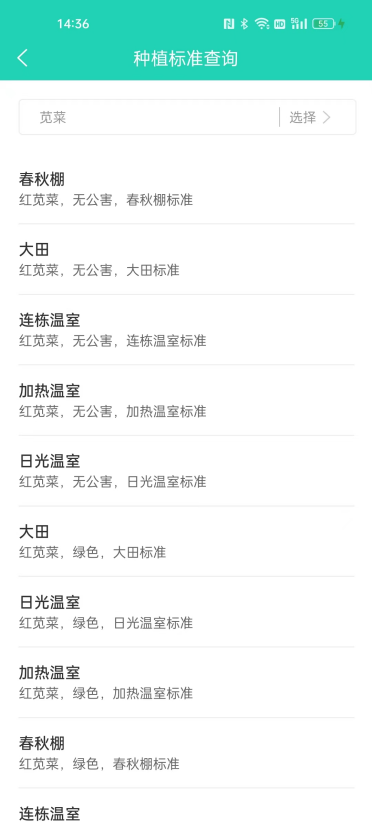 14:36
HD
5G
55
种植标准查询
苋菜
选择
春秋棚
红苋菜，无公害，春秋棚标准
大田
红苋菜，无公害，大田标准
连栋温室
红苋菜，无公害，连栋温室标准
加热温室
红苋菜，无公害，加热温室标准
日光温室
红苋菜，无公害，日光温室标准
大田
红苋菜，绿色，大田标准
日光温室
红苋菜，绿色，日光温室标准
加热温室
红苋菜，绿色，加热温室标准
春秋棚
红苋菜，绿色，春秋棚标准
连栋温室